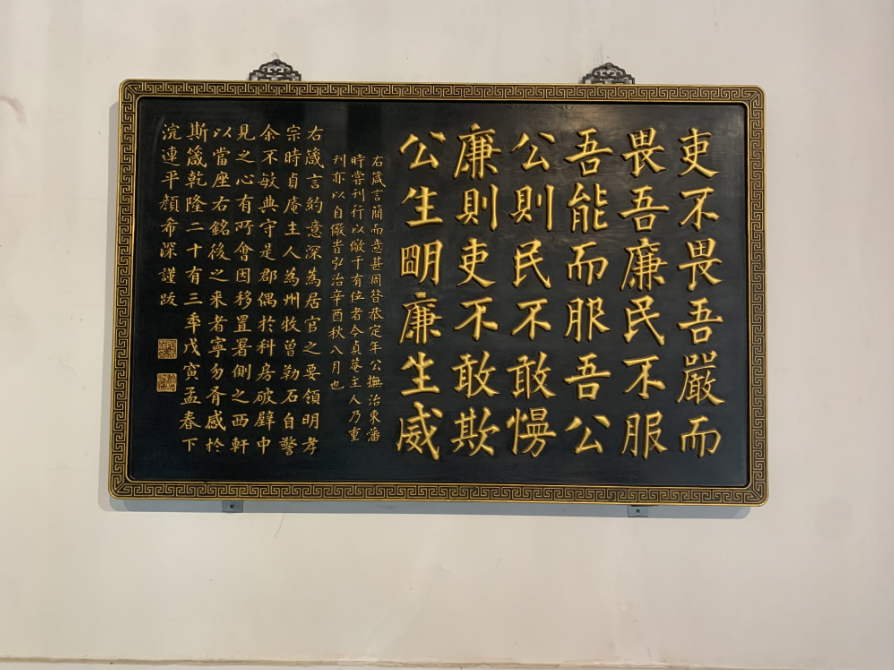 吏不畏吾嚴而
畏吾廉民不服
吾能而服吾公
公則民不敢慢
廉則吏不敢欺
公生明廉生威
右箴言簡而意甚周昔恭定年公撫治東藩
時嘗刊行以儆于有位者今貞菴主人乃重
刊亦以自儆旹弘治辛酉秋八月也
右箴言約意深為居官之要領明孝
宗時貞庵主人為州牧曾勒石自警
余不敏典守是郡偶於科房破壁中
見之心有所會因移置署側之西軒
以當座右銘後之来者寧勿胥感於
斯箴乾隆二十有三年戊寅孟春下
浣連平顏希深謹跋